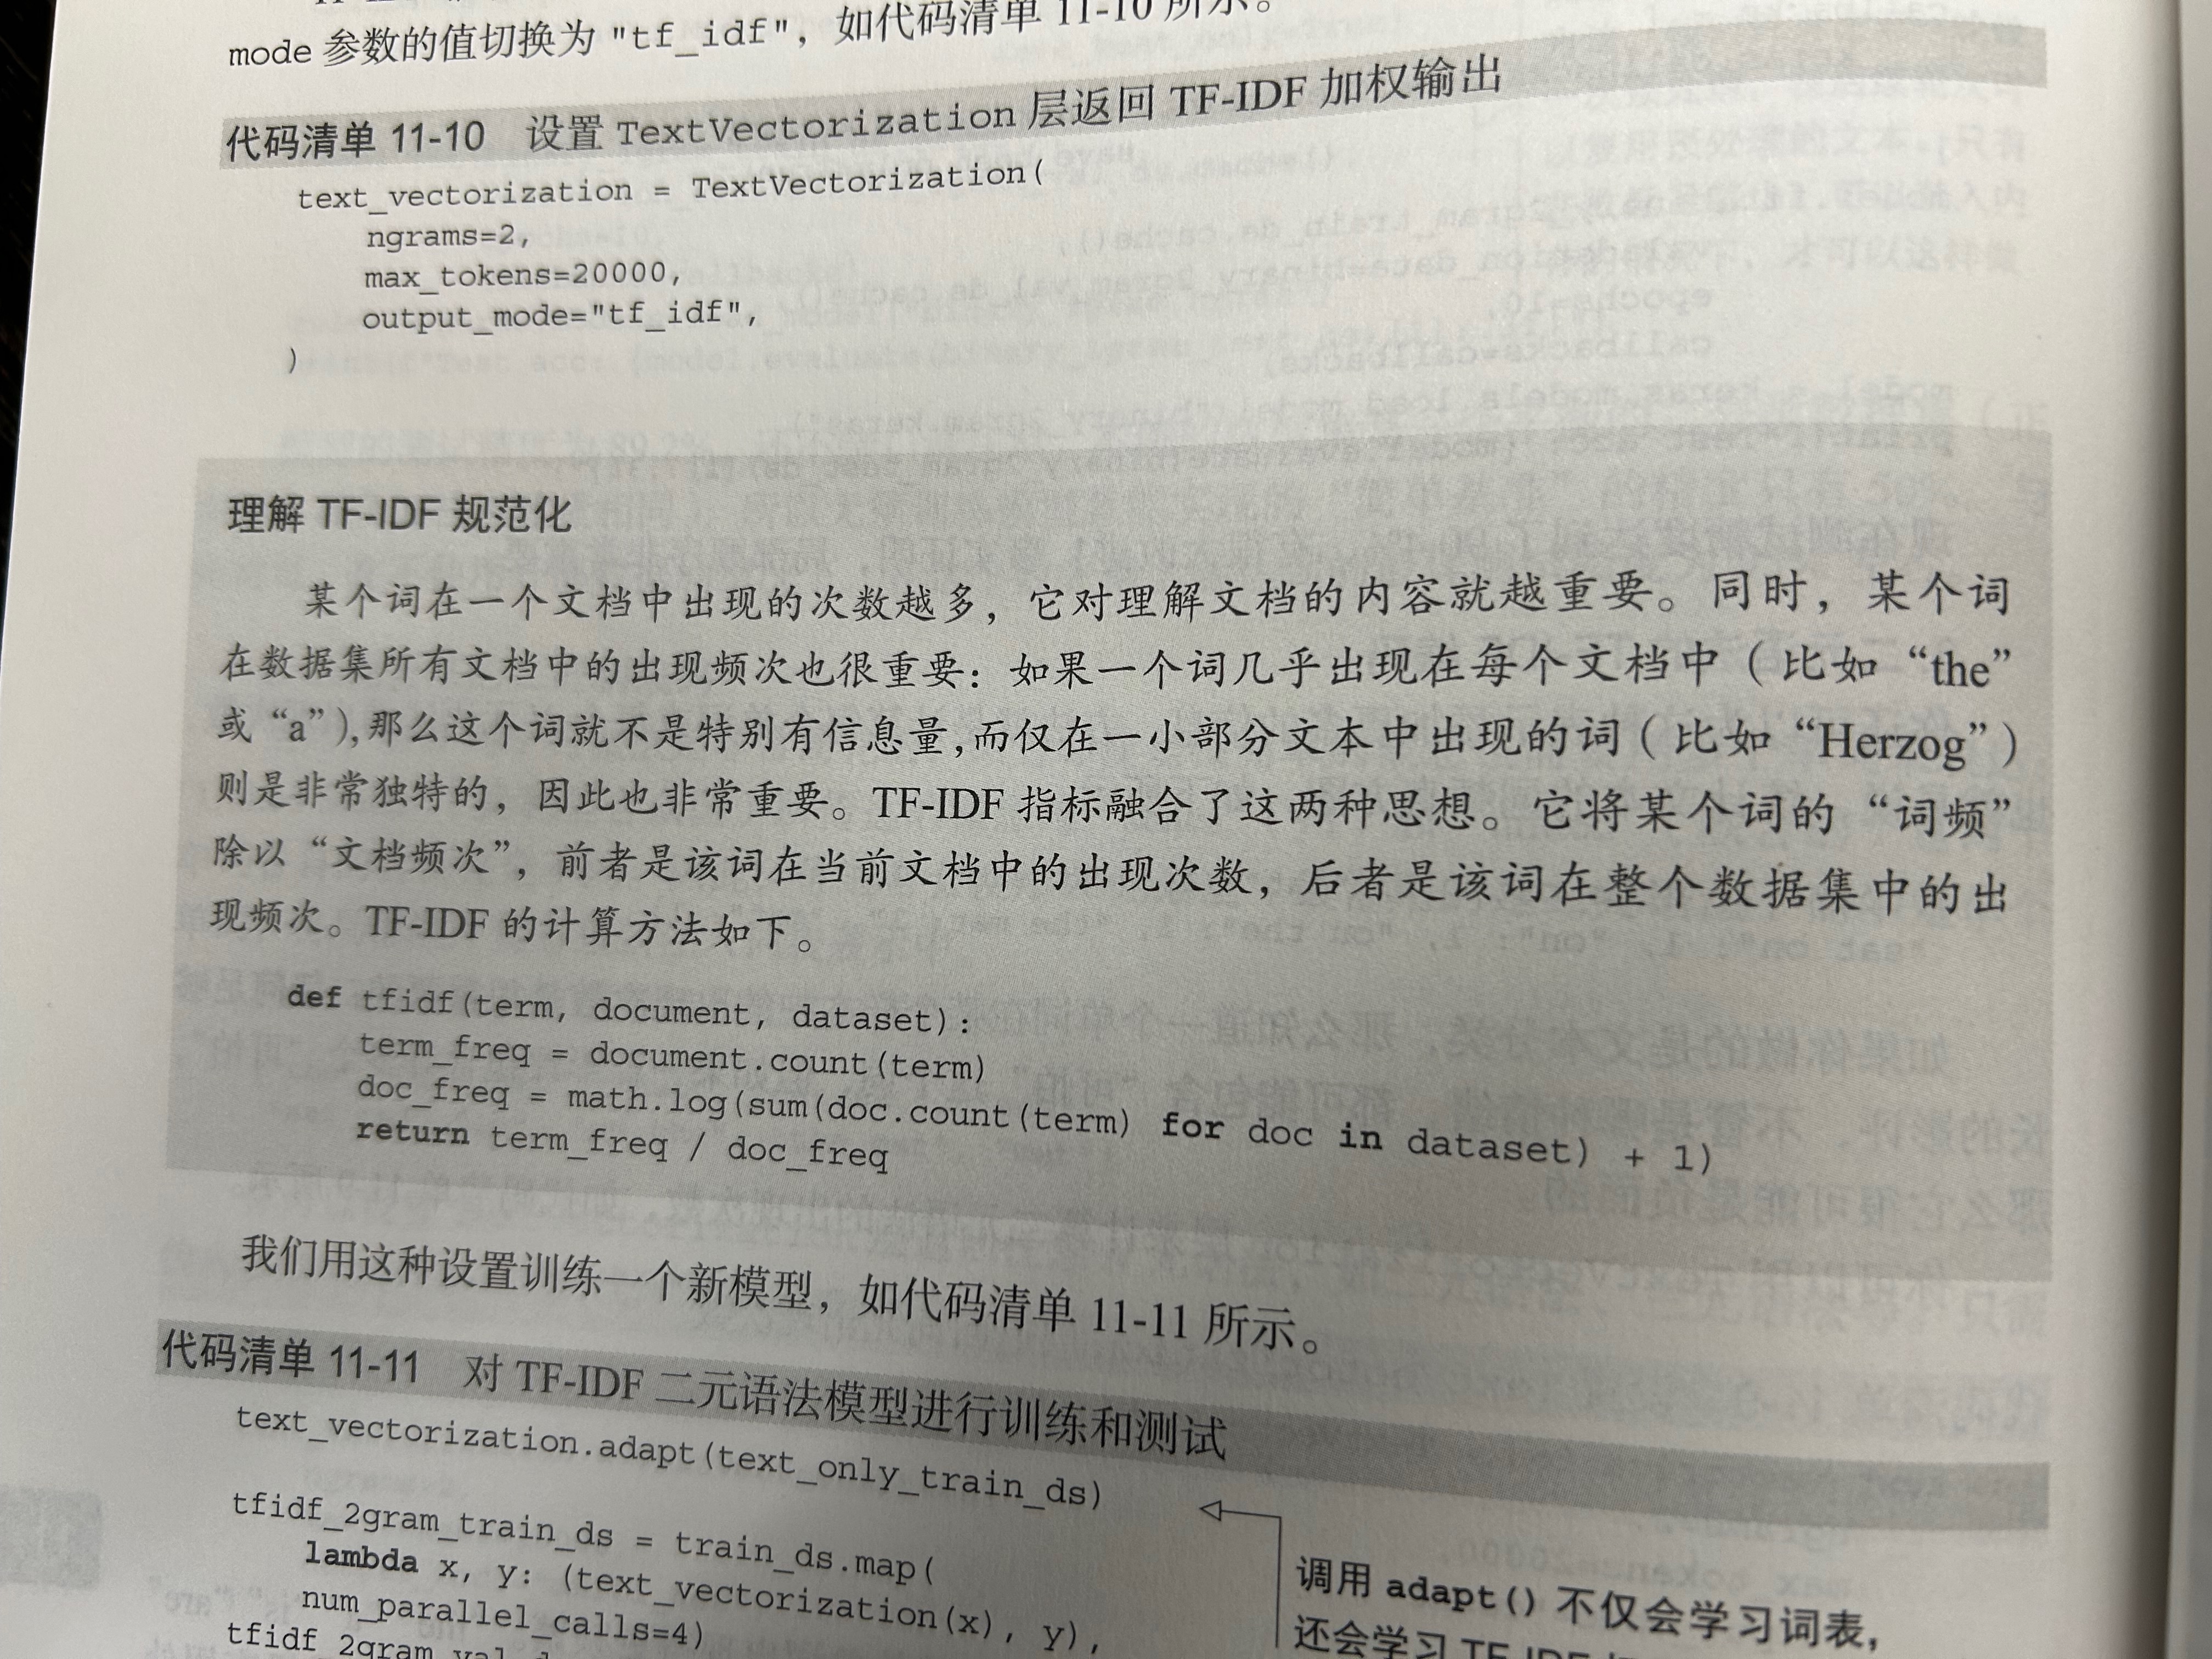 mode 参数的值切换为 "tf_idf"，如代码清单 11-10 所示。
代码清单 11-10 设置 TextVectorization 层返回 TF-IDF 加权输出
text_vectorization = TextVectorization(
ngrams=2,
max_tokens=20000,
output_mode="tf_idf",
)
理解 TF-IDF 规范化
某个词在一个文档中出现的次数越多，它对理解文档的内容就越重要。同时，某个词
在数据集所有文档中的出现频次也很重要：如果一个词几乎出现在每个文档中（比如“the”
或“a”），那么这个词就不是特别有信息量，而仅在一小部分文本中出现的词（比如“Herzog”）
则是非常独特的，因此也非常重要。TF-IDF 指标融合了这两种思想。它将某个词的“词频”
除以“文档频次”，前者是该词在当前文档中的出现次数，后者是该词在整个数据集中的出
现频次。TF-IDF 的计算方法如下。
def tfidf(term, document, dataset):
term_freq = document.count(term)
doc_freq = math.log(sum(doc.count(term) for doc in dataset) + 1)
return term_freq / doc_freq
我们用这种设置训练一个新模型，如代码清单 11-11 所示。
代码清单 11-11 对 TF-IDF 二元语法模型进行训练和测试
text_vectorization.adapt(text_only_train_ds)
tfidf_2gram_train_ds = train_ds.map(
lambda x, y: (text_vectorization(x), y),
num_parallel_calls=4)
调用 adapt() 不仅会学习词表，
还会学习 TF-IDF